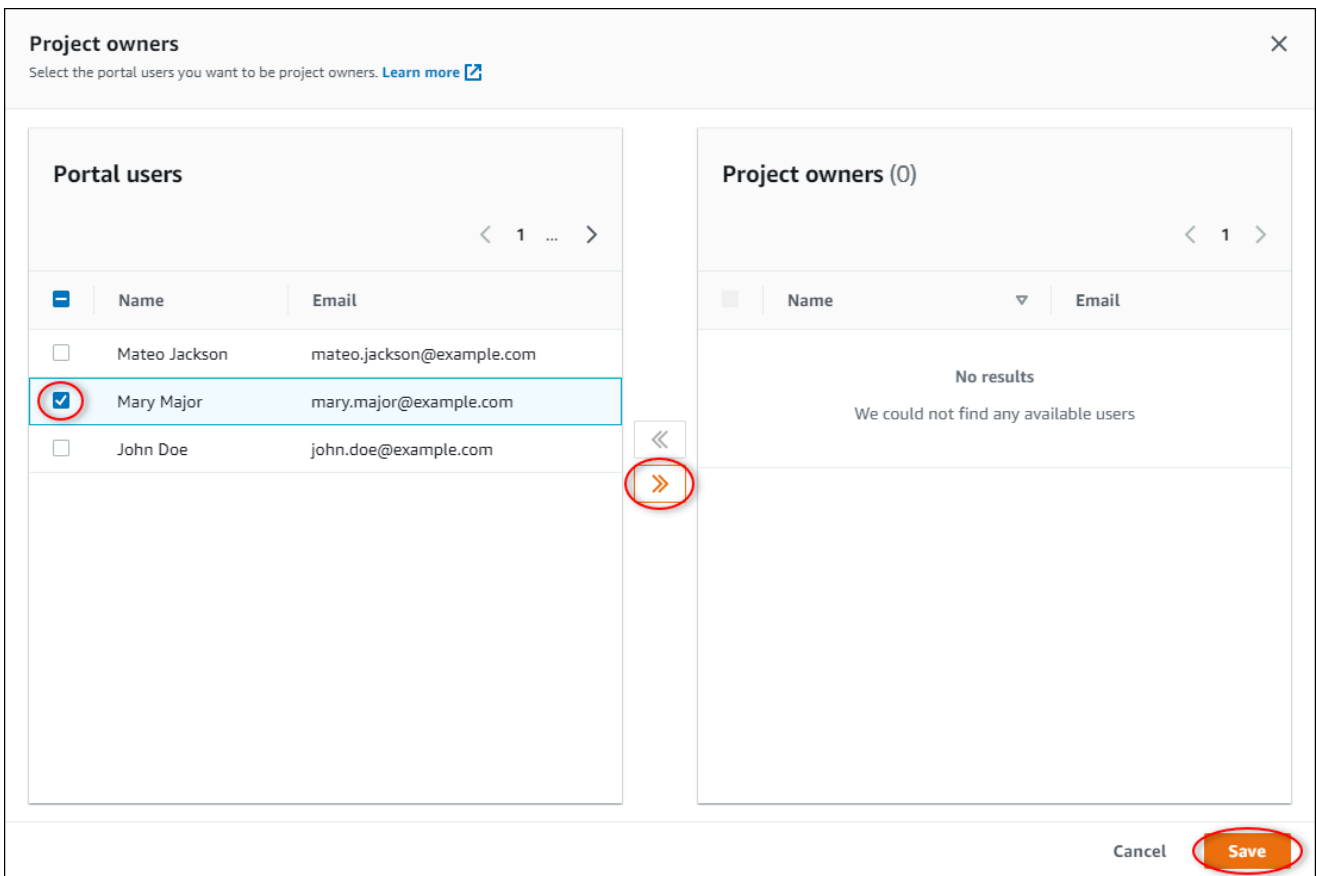 Project owners
Select the portal users you want to be project owners. Learn more
Portal users
1 ...
Name Email
Mateo Jackson mateo.jackson@example.com
Mary Major mary.major@example.com
John Doe john.doe@example.com
Project owners (0)
1
Name Email
No results
We could not find any available users
Cancel Save